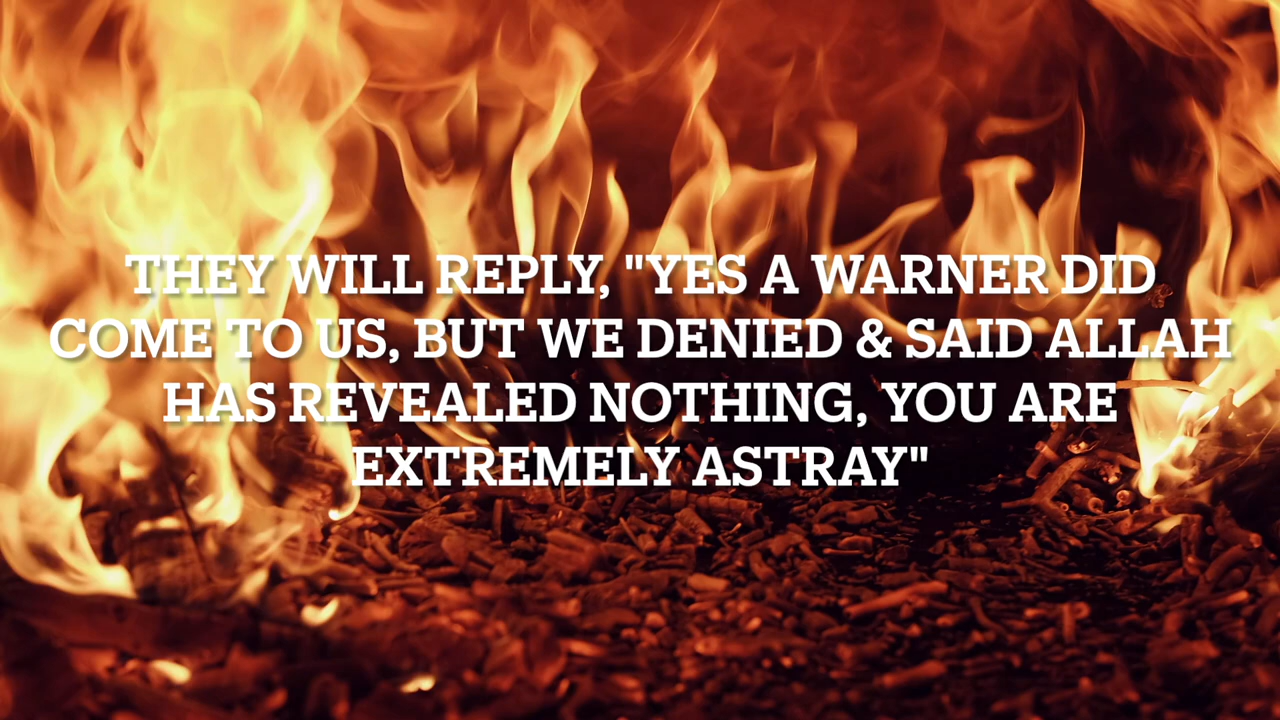 THEY WILL REPLY, "YES A WARNER DID
COME TO US, BUT WE DENIED & SAID ALLAH
HAS REVEALED NOTHING, YOU ARE
EXTREMELY ASTRAY"